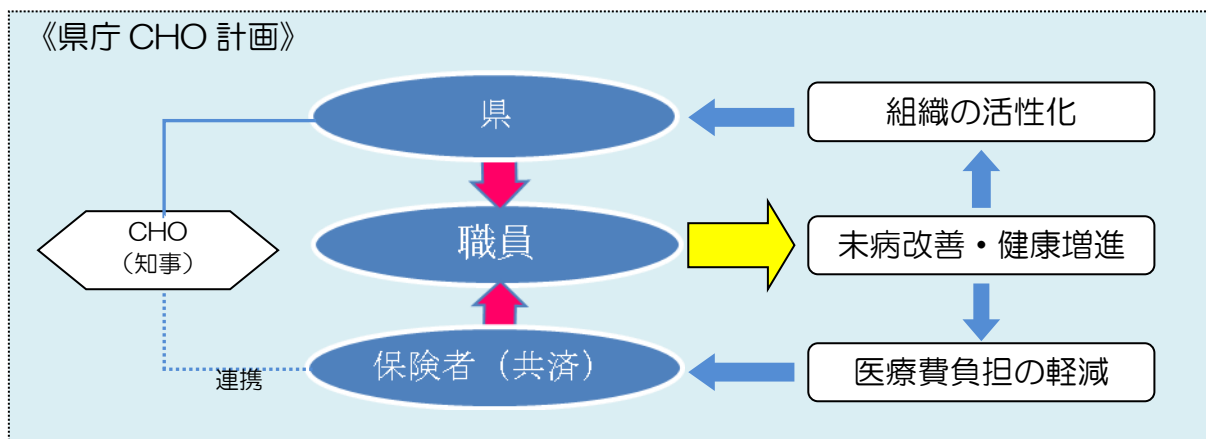 《県庁 CHO 計画》
県
組織の活性化
CHO
（知事）
職員
未病改善・健康増進
保険者（共済）
医療費負担の軽減
連携